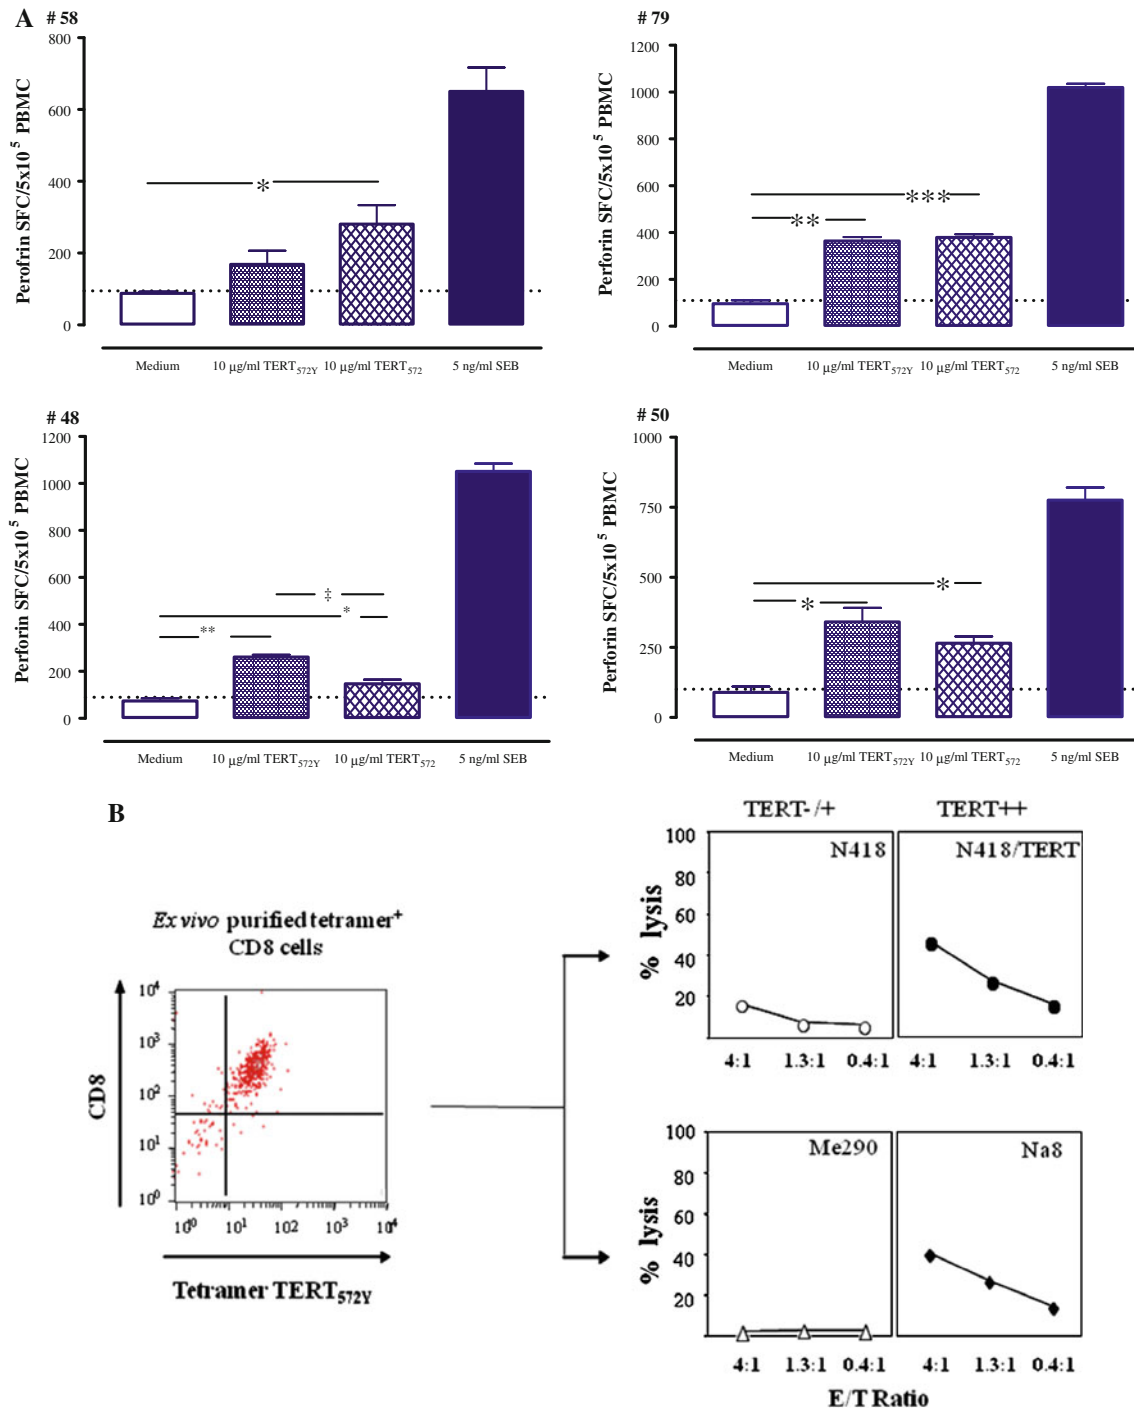 A
# 58
Perofrin SFC/5x10⁵ PBMC
800
600
400
200
0
*
Medium 10 µg/ml TERT₅₇₂Y 10 µg/ml TERT₅₇₂ 5 ng/ml SEB
# 79
Perforin SFC/5x10⁵ PBMC
1200
1000
800
600
400
200
0
***
**
Medium 10 µg/ml TERT₅₇₂Y 10 µg/ml TERT₅₇₂ 5 ng/ml SEB
# 48
Perforin SFC/5x10⁵ PBMC
1200
1000
800
600
400
200
0
‡
*
**
Medium 10 µg/ml TERT₅₇₂Y 10 µg/ml TERT₅₇₂ 5 ng/ml SEB
# 50
Perforin SFC/5x10⁵ PBMC
1000
750
500
250
0
*
*
Medium 10 µg/ml TERT₅₇₂Y 10 µg/ml TERT₅₇₂ 5 ng/ml SEB
B
Ex vivo purified tetramer⁺
CD8 cells
CD8
10⁴
10³
10²
10¹
10⁰
10⁰ 10¹ 10² 10³ 10⁴
Tetramer TERT₅₇₂Y
TERT-/+ TERT++
% lysis
100
80
60
40
20
N418 N418/TERT
4:1 1.3:1 0.4:1 4:1 1.3:1 0.4:1
% lysis
100
80
60
40
20
Me290 Na8
4:1 1.3:1 0.4:1 4:1 1.3:1 0.4:1
E/T Ratio